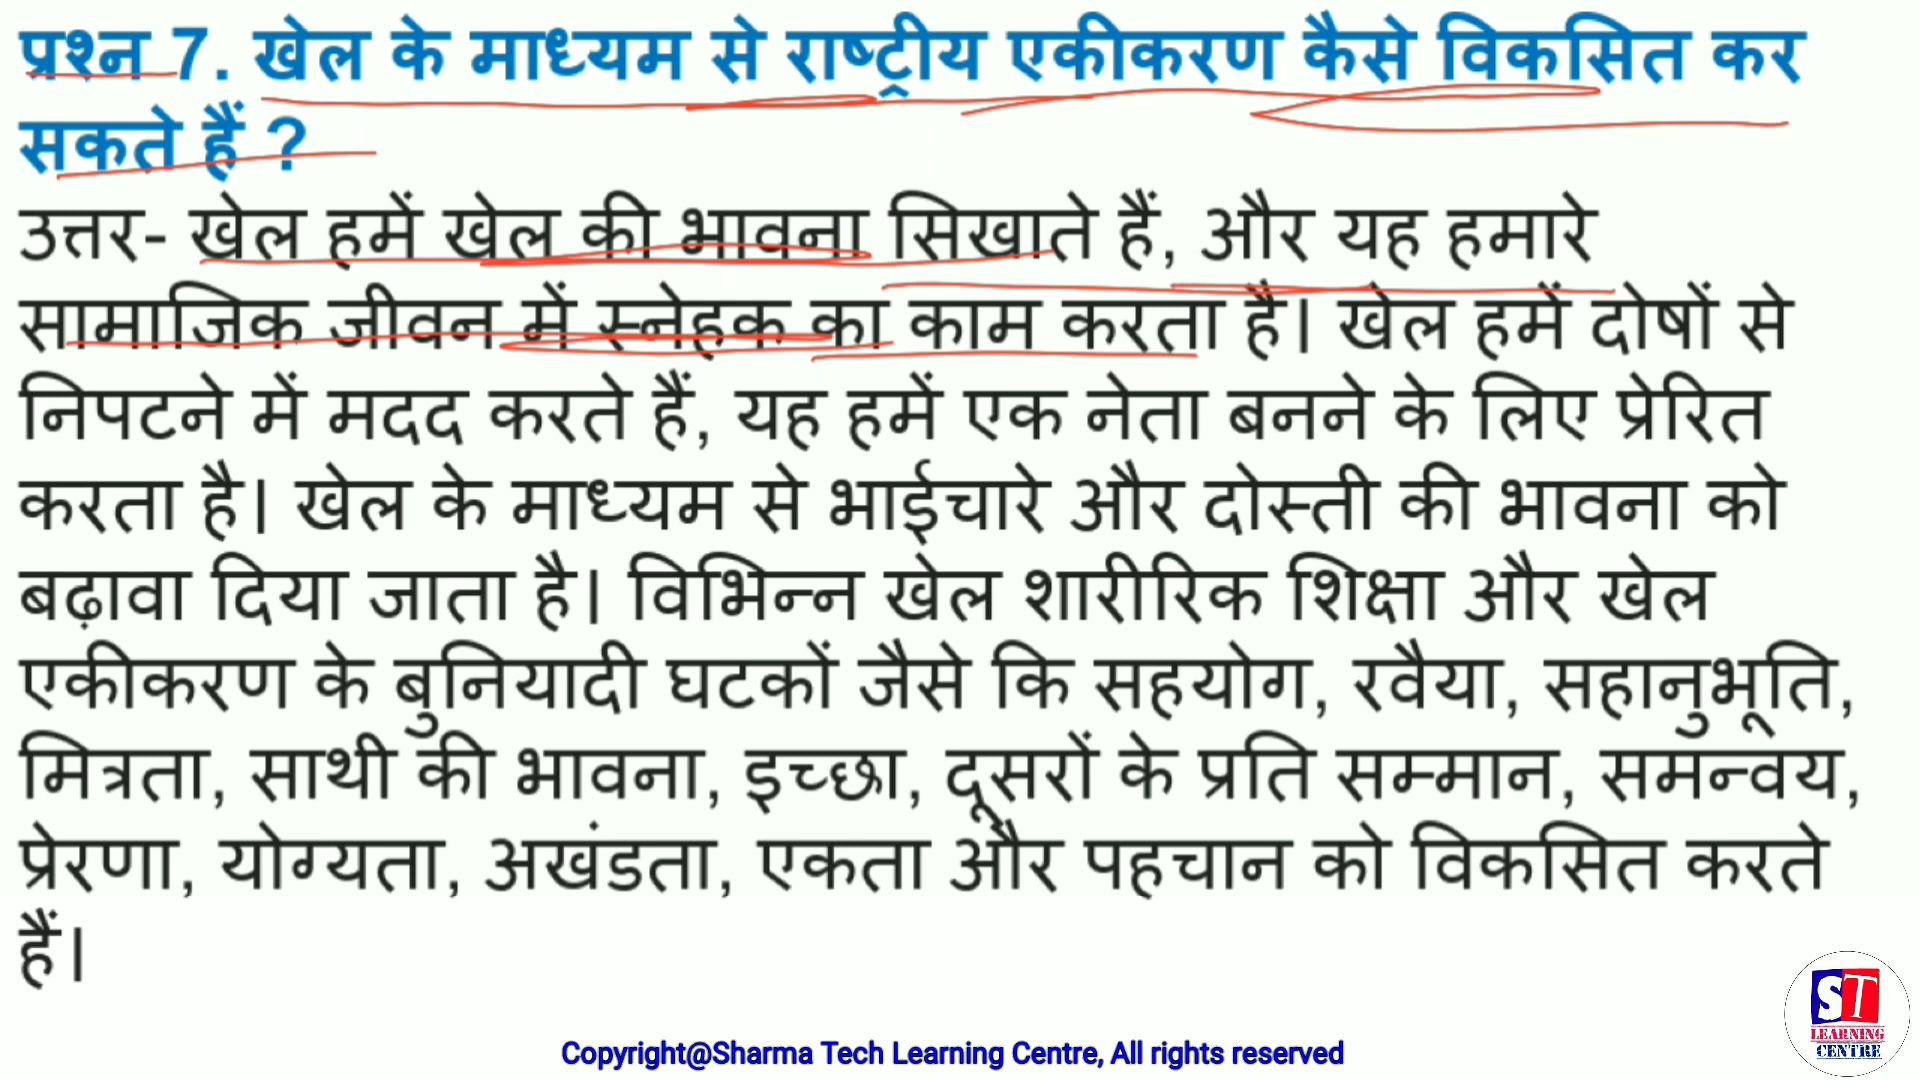 प्रश्न 7. खेल के माध्यम से राष्ट्रीय एकीकरण कैसे विकसित कर
सकते हैं ?
उत्तर- खेल हमें खेल की भावना सिखाते हैं, और यह हमारे
सामाजिक जीवन में स्नेहक का काम करता है। खेल हमें दोषों से
निपटने में मदद करते हैं, यह हमें एक नेता बनने के लिए प्रेरित
करता है। खेल के माध्यम से भाईचारे और दोस्ती की भावना को
बढ़ावा दिया जाता है। विभिन्न खेल शारीरिक शिक्षा और खेल
एकीकरण के बुनियादी घटकों जैसे कि सहयोग, रवैया, सहानुभूति,
मित्रता, साथी की भावना, इच्छा, दूसरों के प्रति सम्मान, समन्वय,
प्रेरणा, योग्यता, अखंडता, एकता और पहचान को विकसित करते
हैं।
ST
LEARNING
CENTRE
Copyright@Sharma Tech Learning Centre, All rights reserved